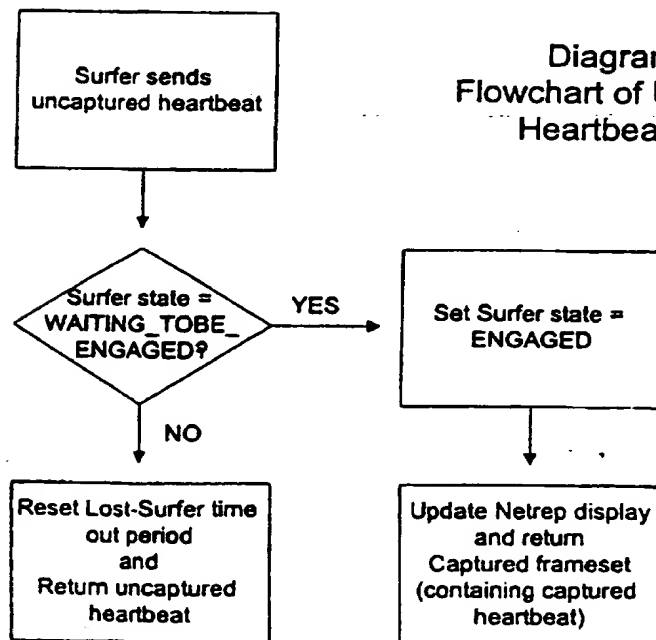 Surfer sends
uncaptured heartbeat
Flowchart of
Surfer state =
WAITING_TOBE_
ENGAGED?
YES
Set Surfer state =
ENGAGED
NO
Reset Lost-Surfer time
out period
and
Return uncaptured
heartbeat
Update Netrep display
and return
Captured frameset
(containing captured
heartbeat)